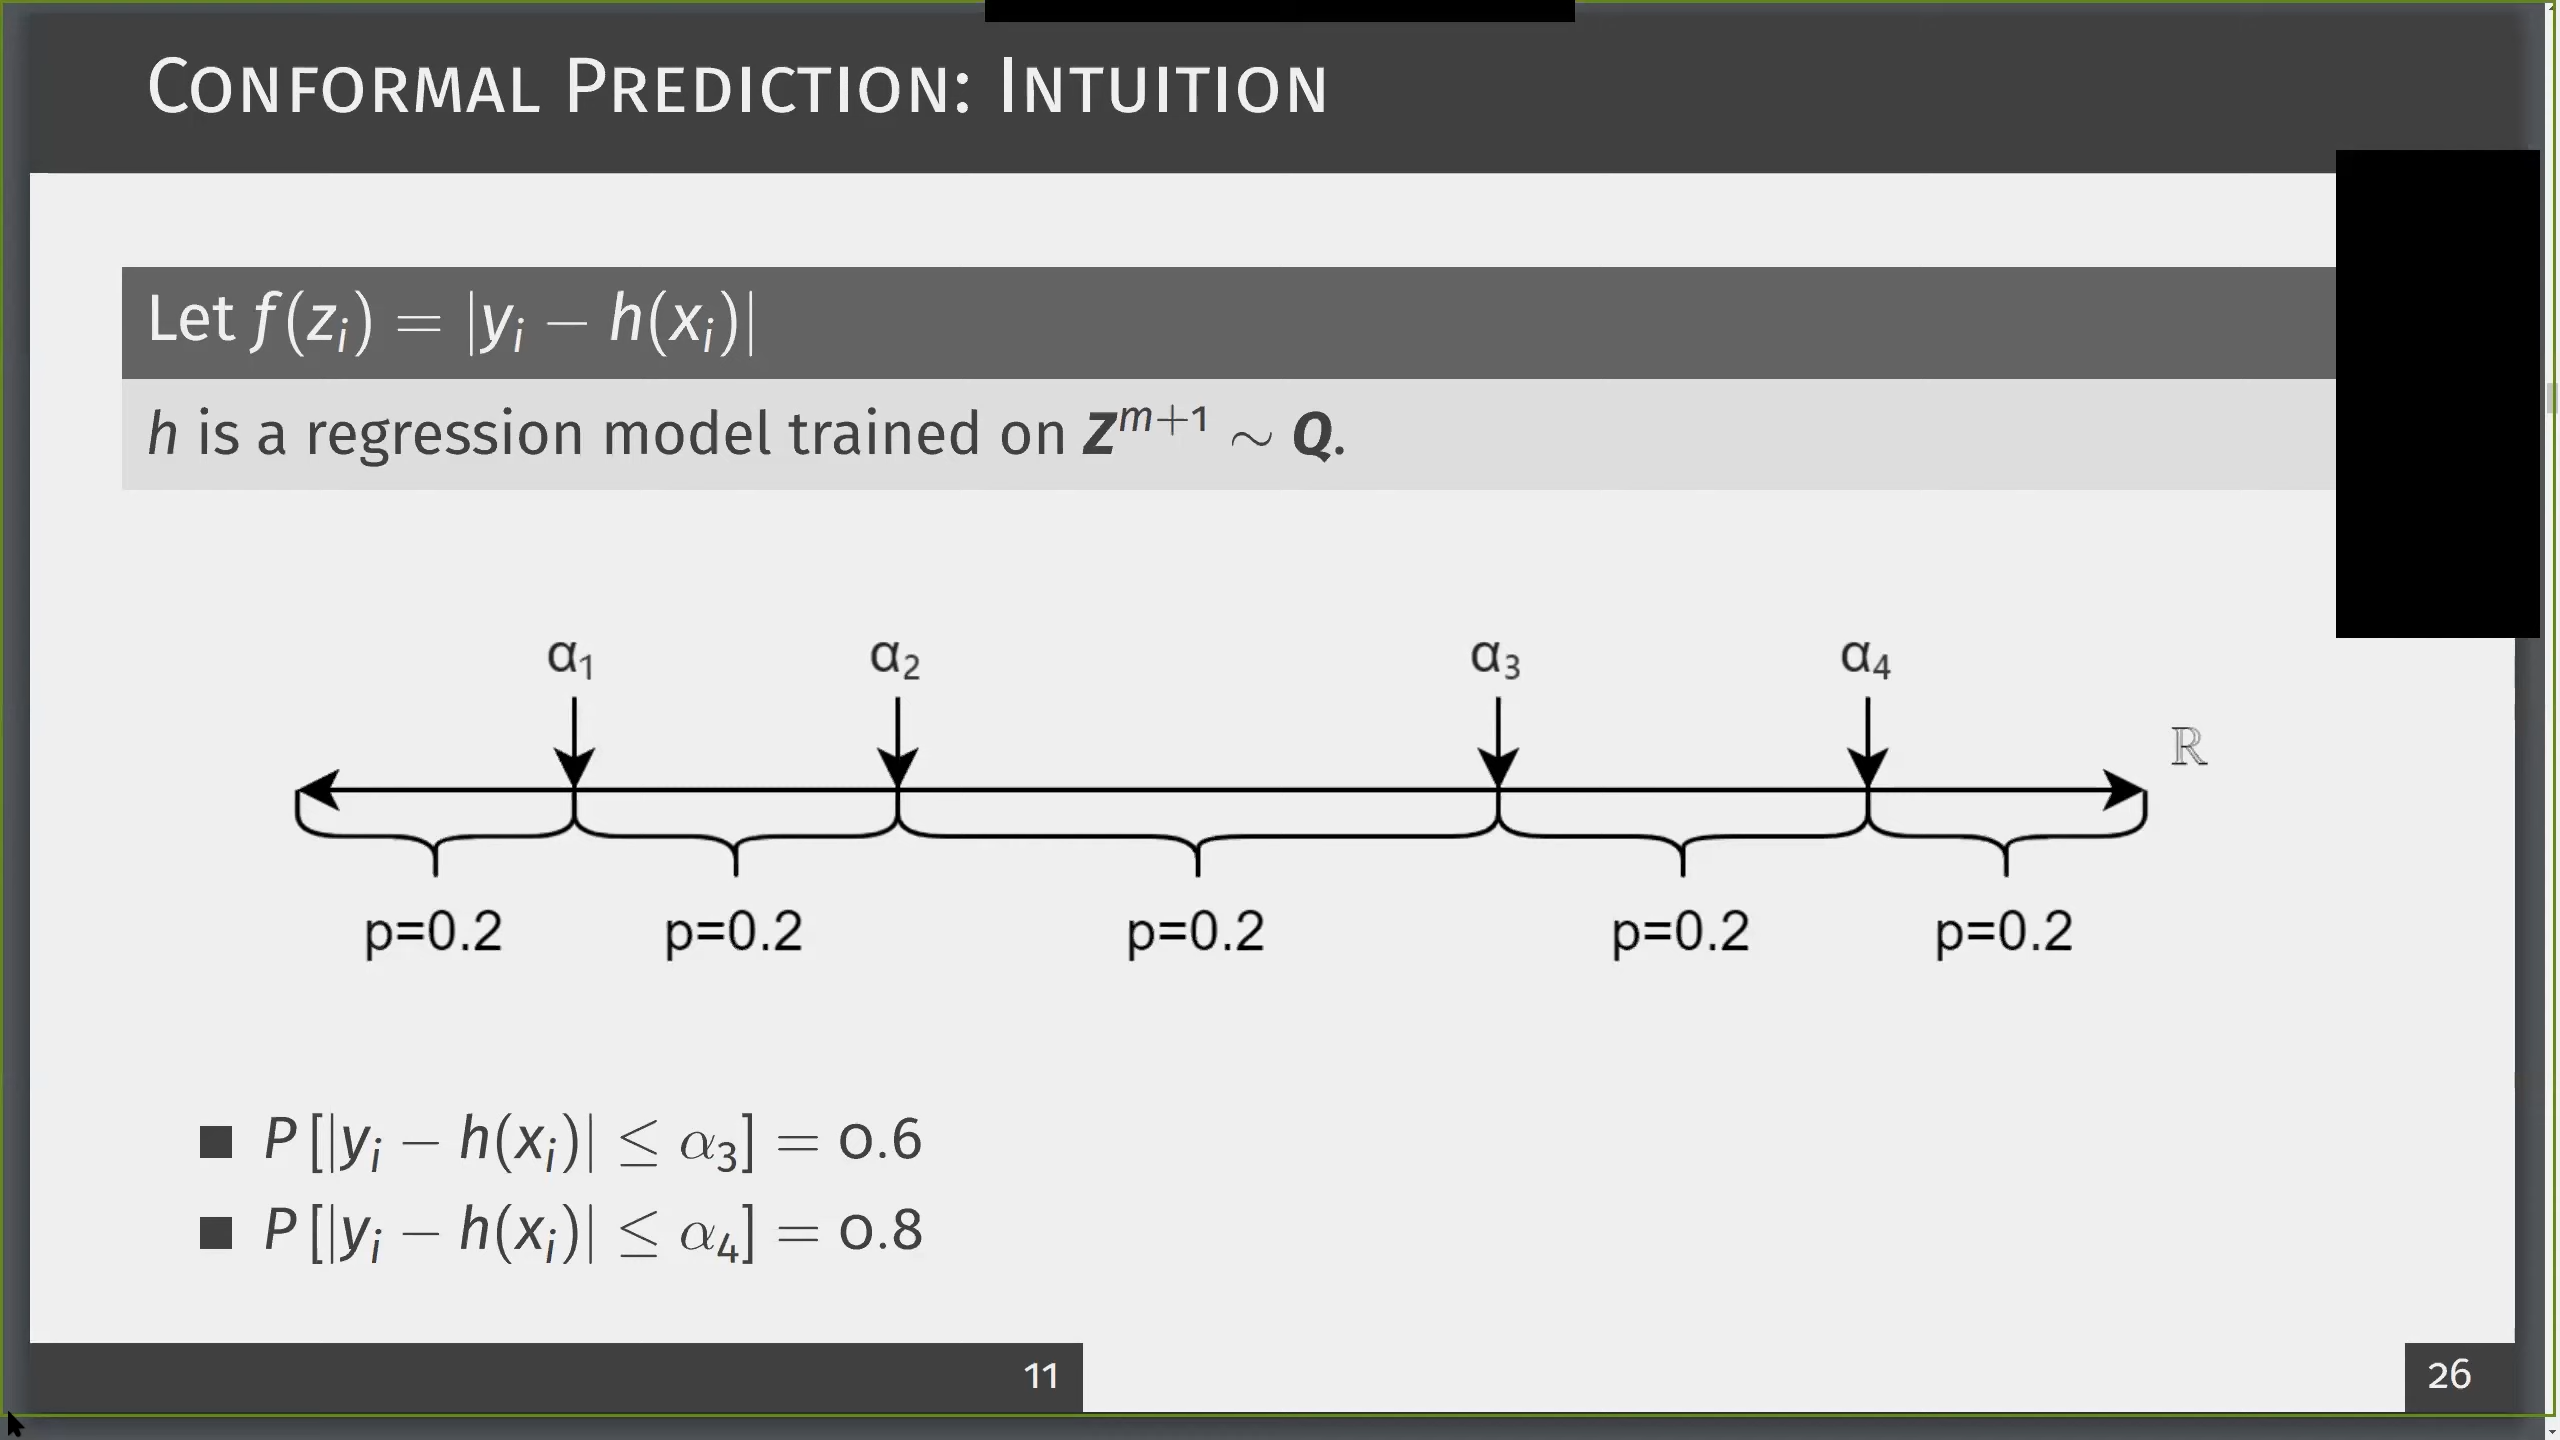 CONFORMAL PREDICTION: INTUITION
Let f(zᵢ) = |yᵢ − h(xᵢ)|
h is a regression model trained on Zᵐ⁺¹ ∼ Q.
α₁ α₂ α₃ α₄
ℝ
p=0.2 p=0.2 p=0.2 p=0.2 p=0.2
P[|yᵢ − h(xᵢ)| ≤ α₃] = 0.6
P[|yᵢ − h(xᵢ)| ≤ α₄] = 0.8
11 26